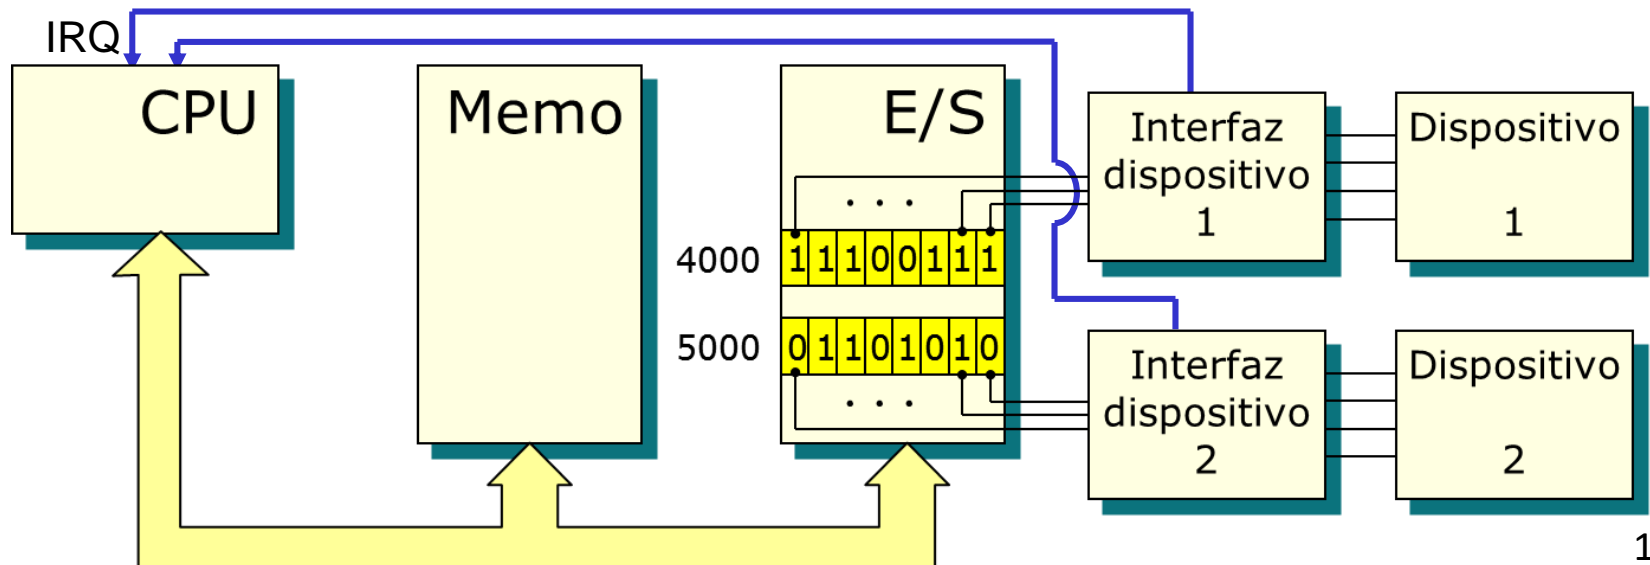 IRQ
CPU
Memo
E/S
Interfaz
dispositivo
1
Dispositivo
1
. . .
4000 1 1 1 0 0 1 1 1
5000 0 1 1 0 1 0 1 0
. . .
Interfaz
dispositivo
2
Dispositivo
2
1